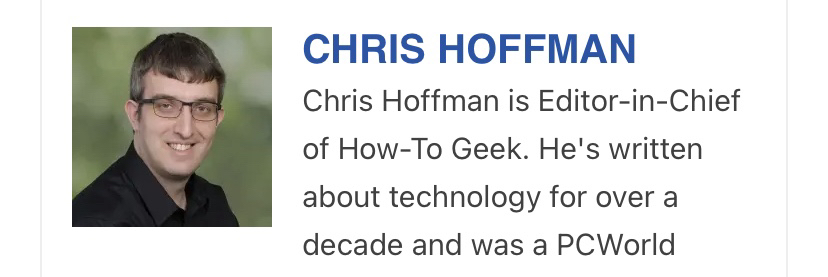 CHRIS HOFFMAN
Chris Hoffman is Editor-in-Chief
of How-To Geek. He's written
about technology for over a
decade and was a PCWorld